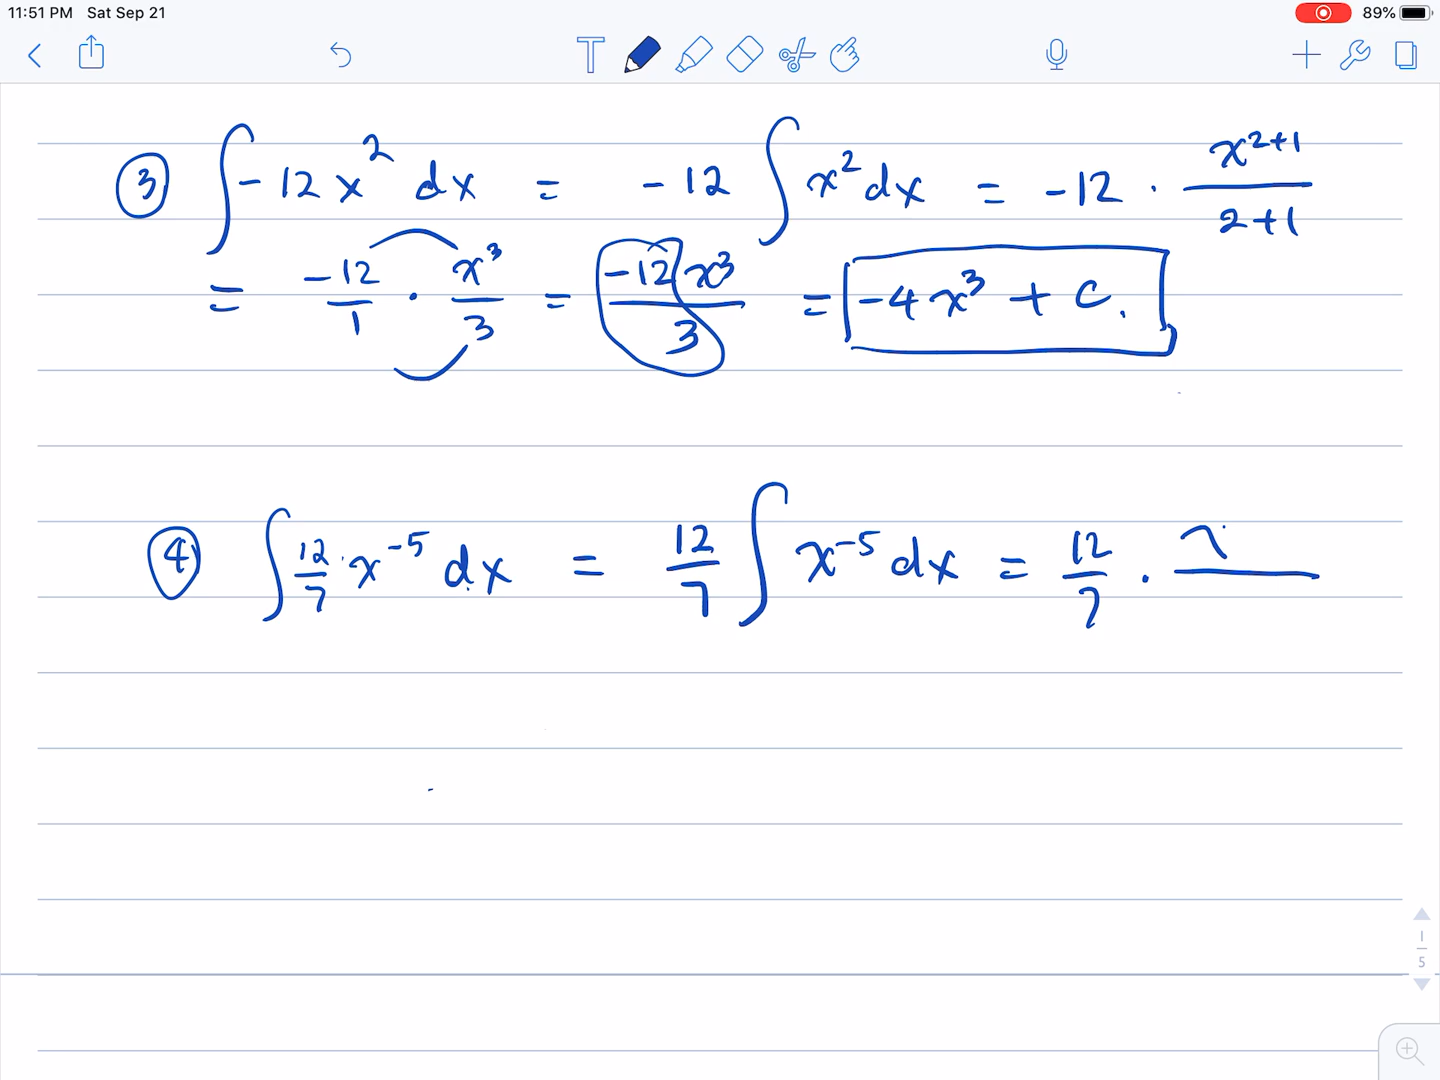 11:51 PM Sat Sep 21 89%
T
③ ∫ -12x² dx = -12 ∫ x² dx = -12 · x²⁺¹/(2+1)
= -12/1 · x³/3 = -12x³/3 = -4x³ + C.
④ ∫ 12/7 · x⁻⁵ dx = 12/7 ∫ x⁻⁵ dx = 12/7 ·
1
5